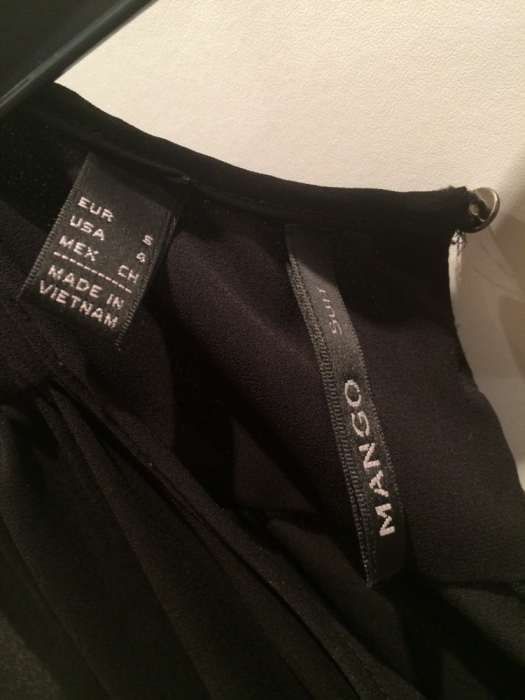 EUR S
USA 4
MEX CH
MADE IN
VIETNAM
MANGO
Suit